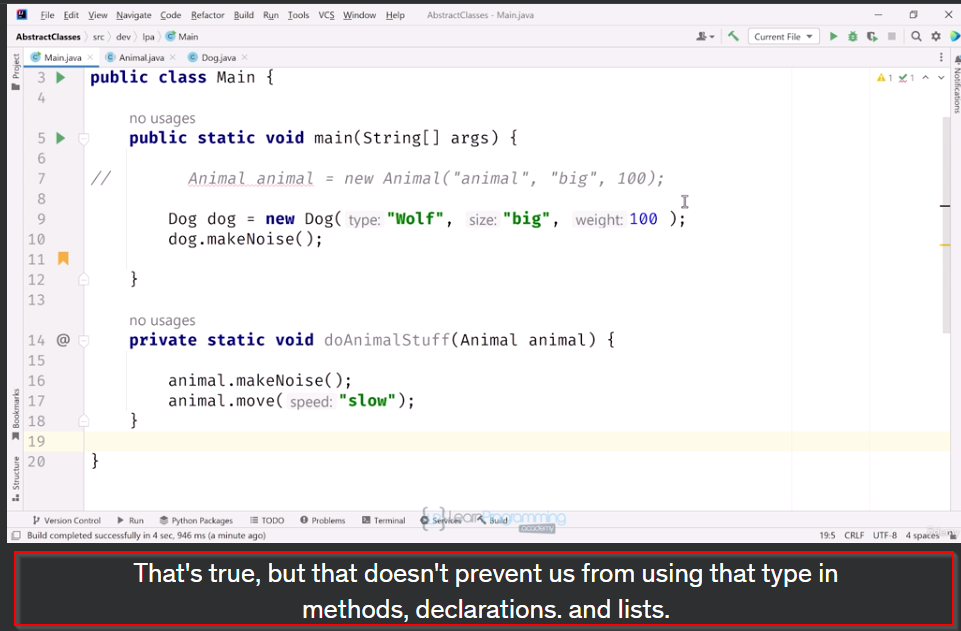 File Edit View Navigate Code Refactor Build Run Tools VCS Window Help AbstractClasses - Main.java
AbstractClasses > src > dev > lpa > Main Current File
Project Main.java Animal.java Dog.java Notifications
3 public class Main {
4
no usages
5 public static void main(String[] args) {
6
7 // Animal animal = new Animal("animal", "big", 100);
8
9 Dog dog = new Dog( type: "Wolf", size: "big", weight: 100 );
10 dog.makeNoise();
11
12 }
13
no usages
14 @ private static void doAnimalStuff(Animal animal) {
15
16 animal.makeNoise();
17 animal.move( speed: "slow");
18 }
19
20 }
1 1
Bookmarks
Structure
Version Control Run Python Packages TODO Problems Terminal Services Build
LearnProgramming
academy
Build completed successfully in 4 sec, 946 ms (a minute ago) 19:5 CRLF UTF-8 4 spaces
That's true, but that doesn't prevent us from using that type in
methods, declarations. and lists.